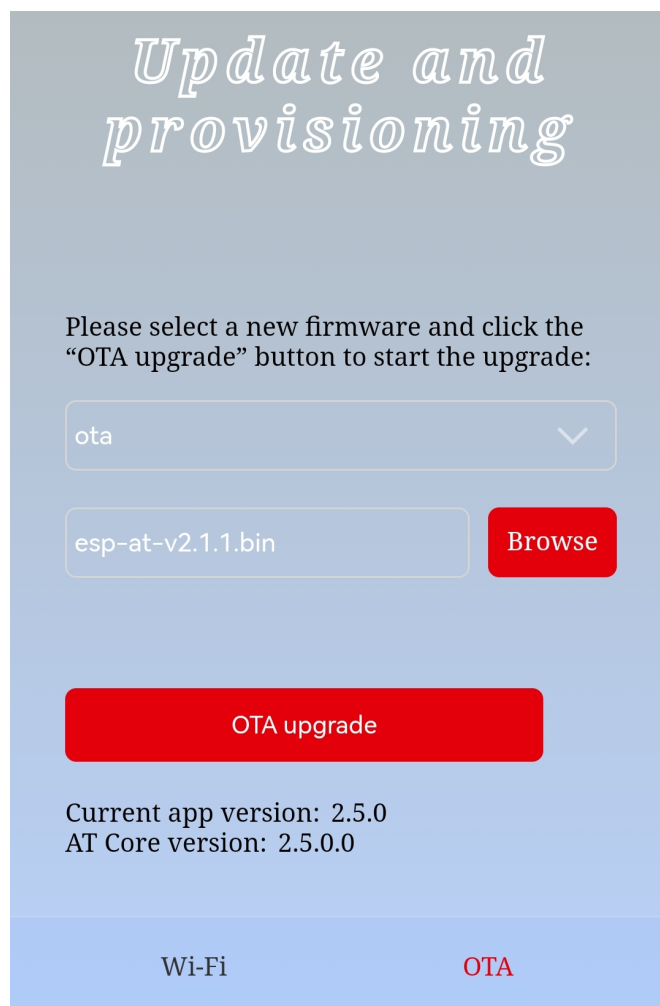 Update and
provisioning
Please select a new firmware and click the
“OTA upgrade” button to start the upgrade:
ota
esp-at-v2.1.1.bin
Browse
OTA upgrade
Current app version: 2.5.0
AT Core version: 2.5.0.0
Wi-Fi
OTA